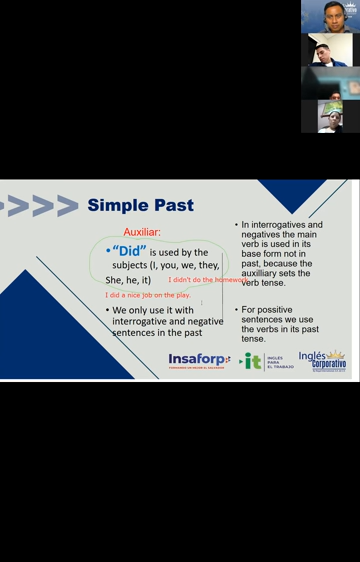 Simple Past
Auxiliar:
• “Did” is used by the
subjects (I, you, we, they,
She, he, it)
I didn't do the homework.
I did a nice job on the play.
• We only use it with
interrogative and negative
sentences in the past
• In interrogatives and
negatives the main
verb is used in its
base form not in
past, because the
auxilliary sets the
verb tense.
• For possitive
sentences we use
the verbs in its past
tense.
Insaforp
it
INGLÉS
PARA
EL TRABAJO
Inglés
corporativo